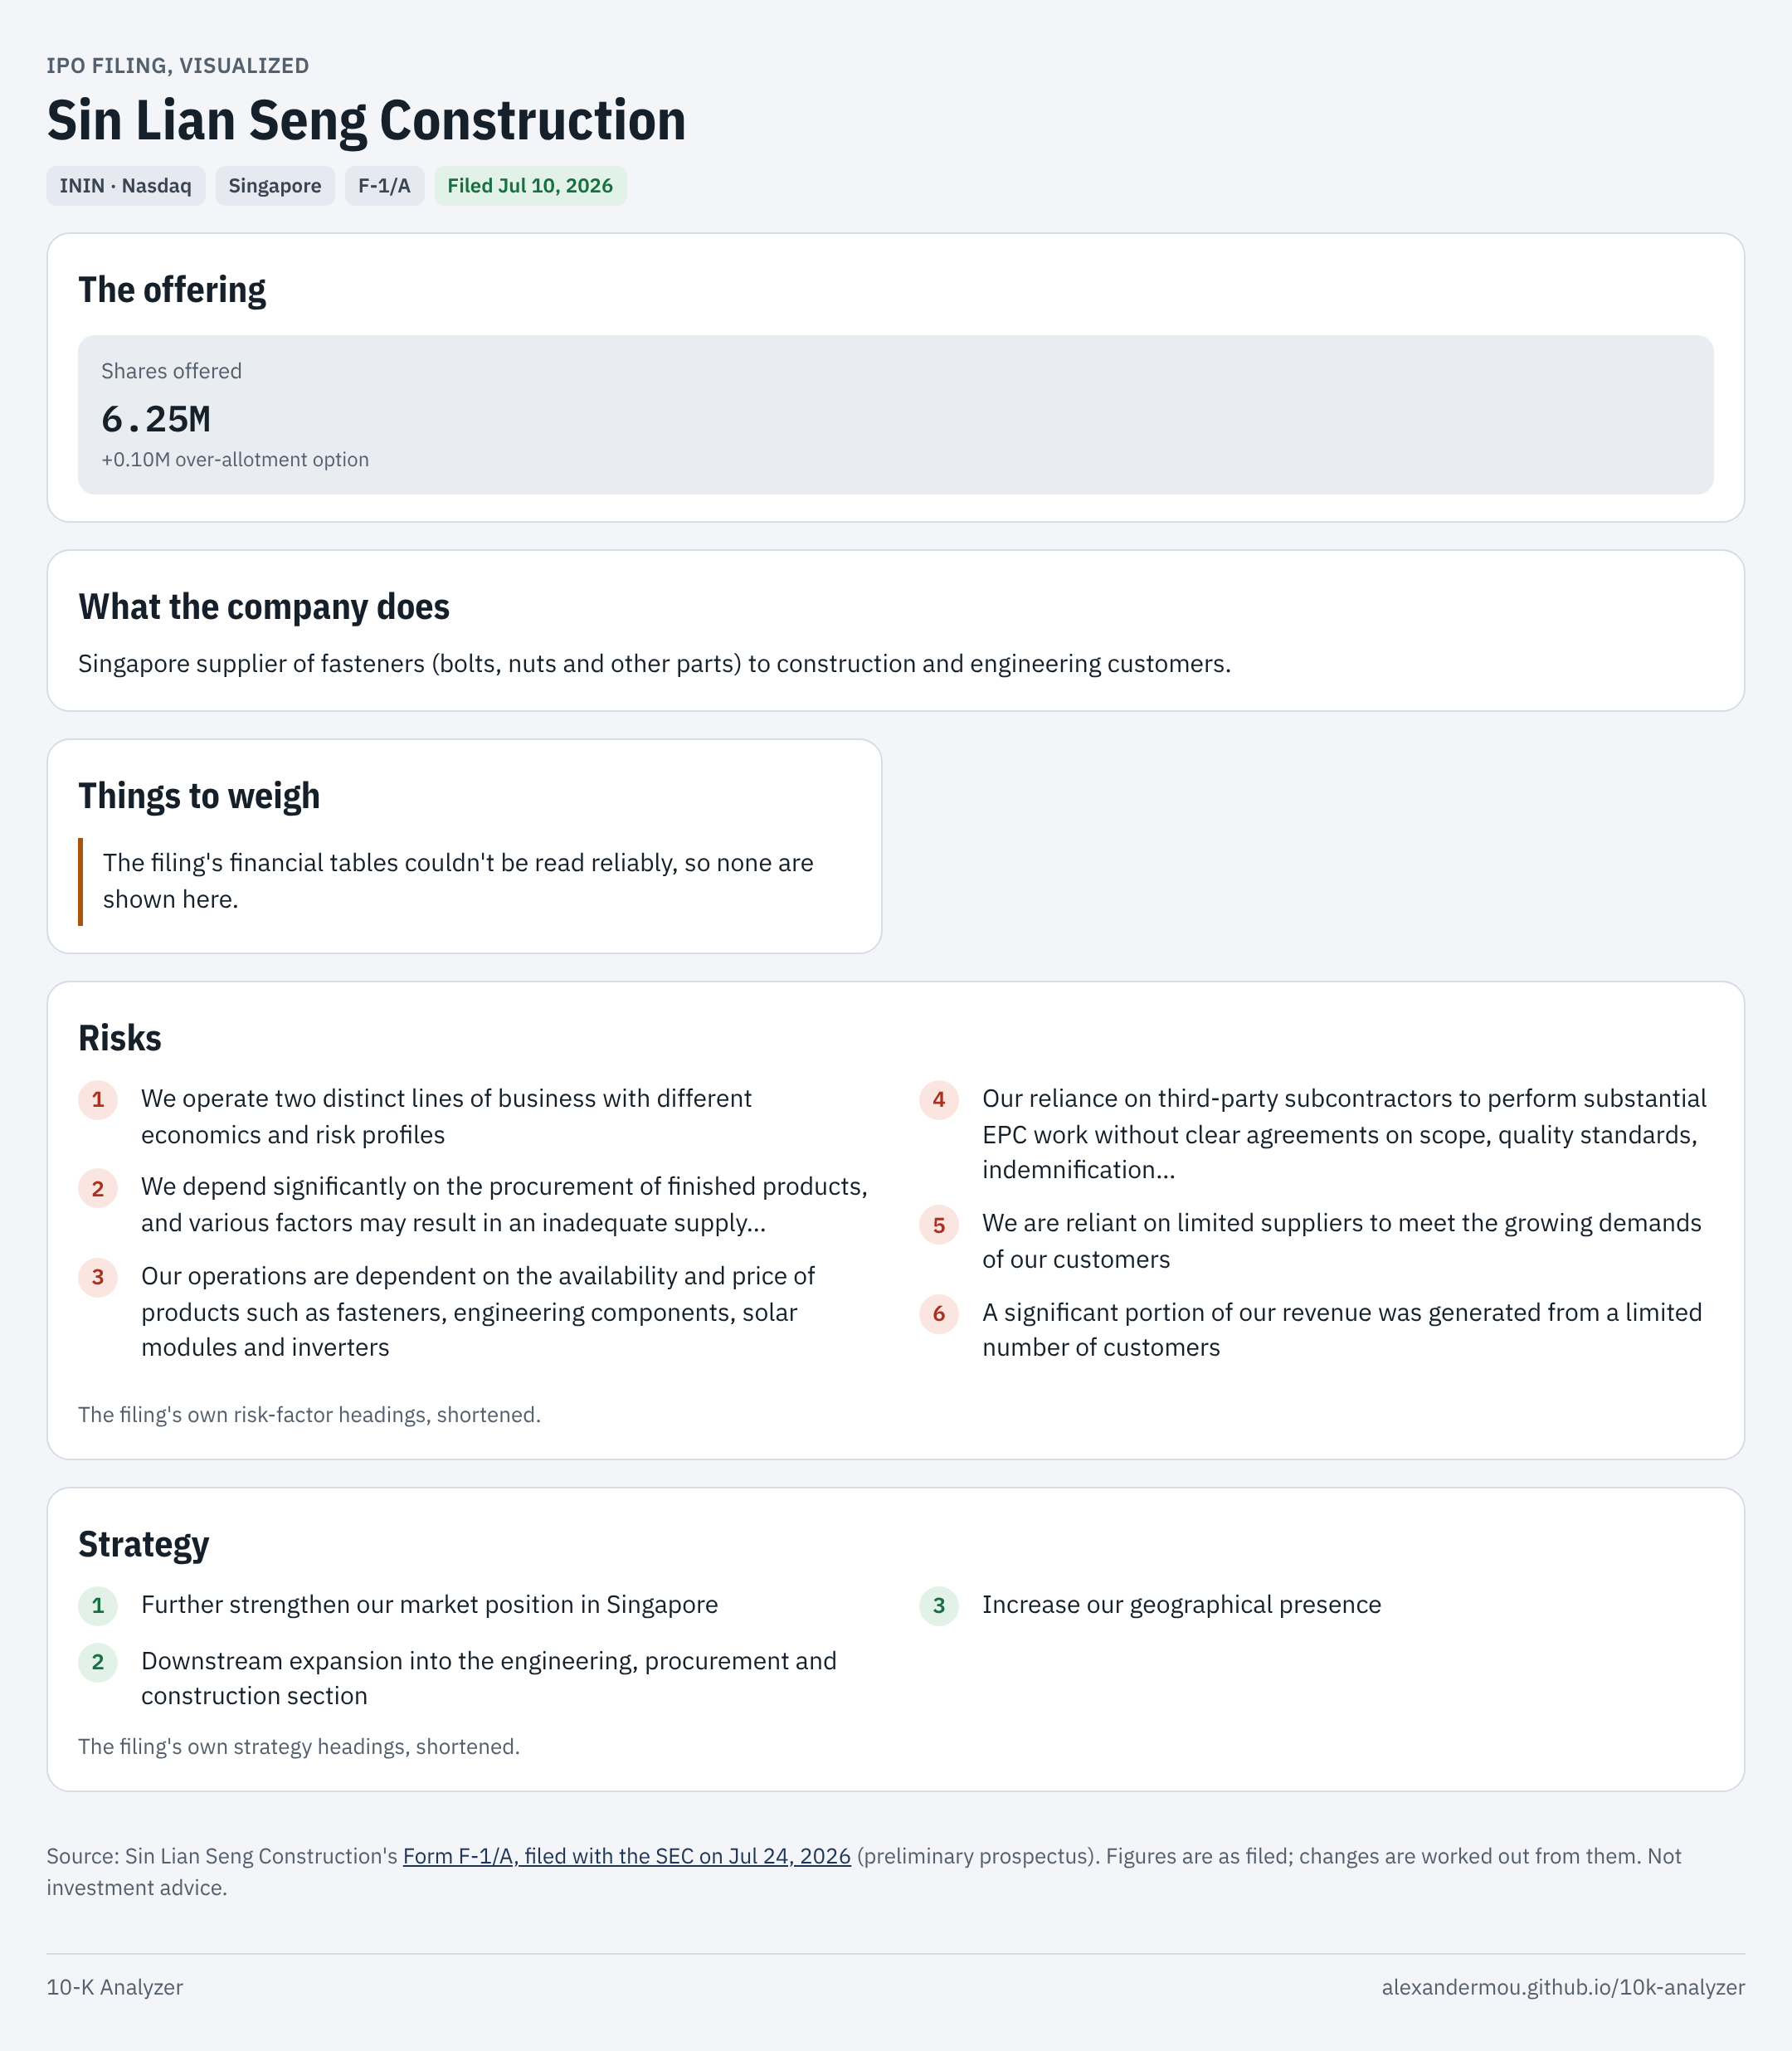 IPO FILING, VISUALIZED
Sin Lian Seng Construction
ININ · Nasdaq
Singapore
F-1/A
Filed Jul 10, 2026
The offering
Shares offered
6.25M
+0.10M over-allotment option
What the company does
Singapore supplier of fasteners (bolts, nuts and other parts) to construction and engineering customers.
Things to weigh
The filing's financial tables couldn't be read reliably, so none are
shown here.
Risks
1 We operate two distinct lines of business with different
economics and risk profiles
2 We depend significantly on the procurement of finished products,
and various factors may result in an inadequate supply…
3 Our operations are dependent on the availability and price of
products such as fasteners, engineering components, solar
modules and inverters
4 Our reliance on third-party subcontractors to perform substantial
EPC work without clear agreements on scope, quality standards,
indemnification…
5 We are reliant on limited suppliers to meet the growing demands
of our customers
6 A significant portion of our revenue was generated from a limited
number of customers
The filing's own risk-factor headings, shortened.
Strategy
1 Further strengthen our market position in Singapore
2 Downstream expansion into the engineering, procurement and
construction section
3 Increase our geographical presence
The filing's own strategy headings, shortened.
Source: Sin Lian Seng Construction's Form F-1/A, filed with the SEC on Jul 24, 2026 (preliminary prospectus). Figures are as filed; changes are worked out from them. Not
investment advice.
10-K Analyzer
alexandermou.github.io/10k-analyzer